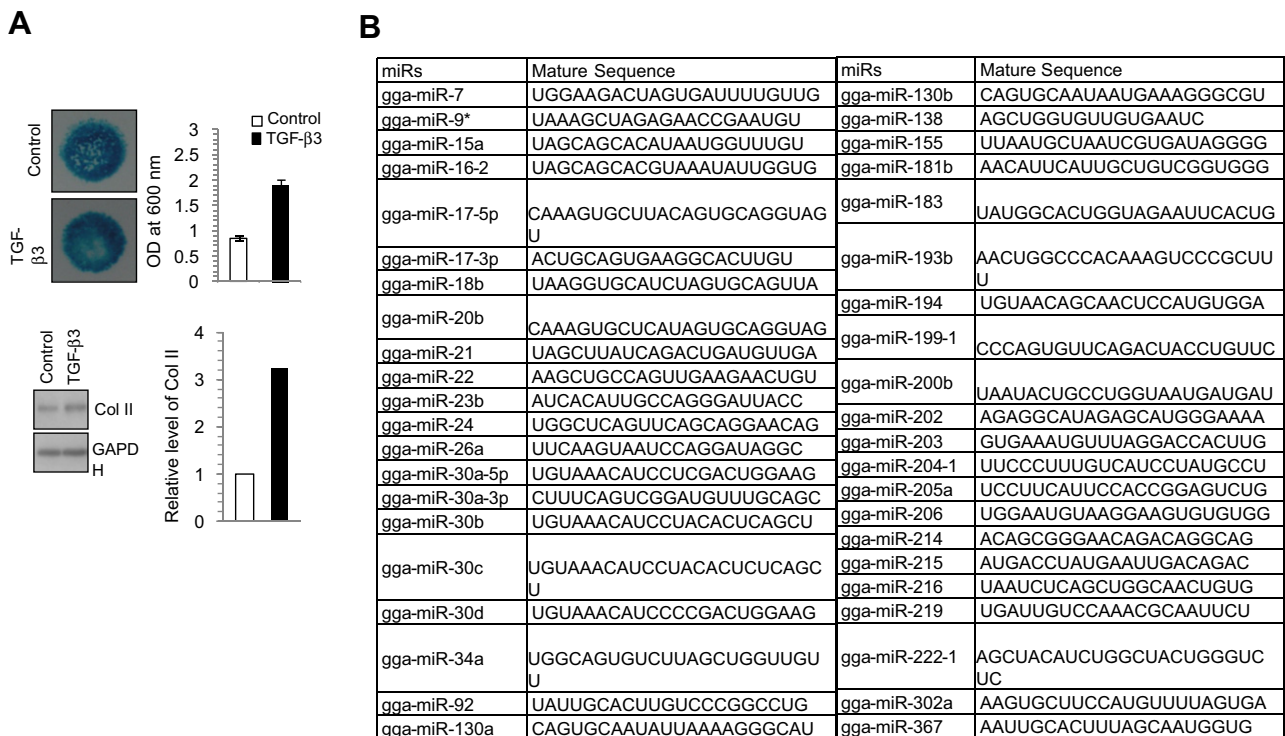 A
B
Control
TGF-
β3
OD at 600 nm
3
2.5
2
1.5
1
0.5
0
Control
TGF-β3
Control
TGF-β3
Col II
GAPD
H
Relative level of Col II
4
3
2
1
0
miRs Mature Sequence
gga-miR-7 UGGAAGACUAGUGAUUUUGUUG
gga-miR-9* UAAAGCUAGAGAACCGAAUGU
gga-miR-15a UAGCAGCACAUAAUGGUUUGU
gga-miR-16-2 UAGCAGCACGUAAAUAUUGGUG
gga-miR-17-5p CAAAGUGCUUACAGUGCAGGUAG
U
gga-miR-17-3p ACUGCAGUGAAGGCACUUGU
gga-miR-18b UAAGGUGCAUCUAGUGCAGUUA
gga-miR-20b CAAAGUGCUCAUAGUGCAGGUAG
gga-miR-21 UAGCUUAUCAGACUGAUGUUGA
gga-miR-22 AAGCUGCCAGUUGAAGAACUGU
gga-miR-23b AUCACAUUGCCAGGGAUUACC
gga-miR-24 UGGCUCAGUUCAGCAGGAACAG
gga-miR-26a UUCAAGUAAUCCAGGAUAGGC
gga-miR-30a-5p UGUAAACAUCCUCGACUGGAAG
gga-miR-30a-3p CUUUCAGUCGGAUGUUUGCAGC
gga-miR-30b UGUAAACAUCCUACACUCAGCU
gga-miR-30c UGUAAACAUCCUACACUCUCAGC
U
gga-miR-30d UGUAAACAUCCCCGACUGGAAG
gga-miR-34a UGGCAGUGUCUUAGCUGGUUGU
U
gga-miR-92 UAUUGCACUUGUCCCGGCCUG
gga-miR-130a CAGUGCAAUAUUAAAAGGGCAU
miRs Mature Sequence
gga-miR-130b CAGUGCAAUAAUGAAAGGGCGU
gga-miR-138 AGCUGGUGUUGUGAAUC
gga-miR-155 UUAAUGCUAAUCGUGAUAGGGG
gga-miR-181b AACAUUCAUUGCUGUCGGUGGG
gga-miR-183 UAUGGCACUGGUAGAAUUCACUG
gga-miR-193b AACUGGCCCACAAAGUCCCGCUU
U
gga-miR-194 UGUAACAGCAACUCCAUGUGGA
gga-miR-199-1 CCCAGUGUUCAGACUACCUGUUC
gga-miR-200b UAAUACUGCCUGGUAAUGAUGAU
gga-miR-202 AGAGGCAUAGAGCAUGGGAAAA
gga-miR-203 GUGAAAUGUUUAGGACCACUUG
gga-miR-204-1 UUCCCUUUGUCAUCCUAUGCCU
gga-miR-205a UCCUUCAUUCCACCGGAGUCUG
gga-miR-206 UGGAAUGUAAGGAAGUGUGUGG
gga-miR-214 ACAGCGGGAACAGACAGGCAG
gga-miR-215 AUGACCUAUGAAUUGACAGAC
gga-miR-216 UAAUCUCAGCUGGCAACUGUG
gga-miR-219 UGAUUGUCCAAACGCAAUUCU
gga-miR-222-1 AGCUACAUCUGGCUACUGGGUC
UC
gga-miR-302a AAGUGCUUCCAUGUUUUAGUGA
gga-miR-367 AAUUGCACUUUAGCAAUGGUG